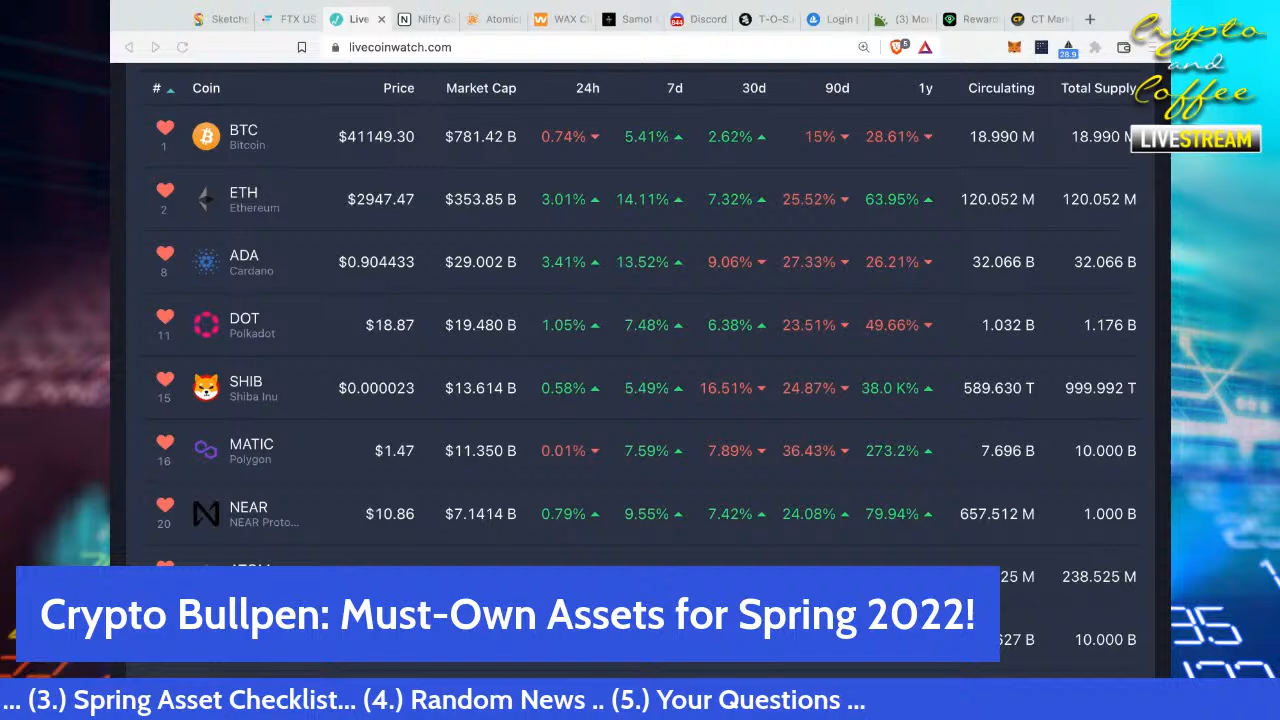 Sketch FTX US Live Nifty G Atomic WAX C Samot Discord T-O-S. Login | (3) Mon Reward CT Mark
livecoinwatch.com 5 28.9
Crypto and Coffee
LIVESTREAM
# Coin Price Market Cap 24h 7d 30d 90d 1y Circulating Total Supply
1 BTC Bitcoin $41149.30 $781.42 B 0.74% 5.41% 2.62% 15% 28.61% 18.990 M 18.990 M
2 ETH Ethereum $2947.47 $353.85 B 3.01% 14.11% 7.32% 25.52% 63.95% 120.052 M 120.052 M
8 ADA Cardano $0.904433 $29.002 B 3.41% 13.52% 9.06% 27.33% 26.21% 32.066 B 32.066 B
11 DOT Polkadot $18.87 $19.480 B 1.05% 7.48% 6.38% 23.51% 49.66% 1.032 B 1.176 B
15 SHIB Shiba Inu $0.000023 $13.614 B 0.58% 5.49% 16.51% 24.87% 38.0 K% 589.630 T 999.992 T
16 MATIC Polygon $1.47 $11.350 B 0.01% 7.59% 7.89% 36.43% 273.2% 7.696 B 10.000 B
20 NEAR NEAR Proto... $10.86 $7.1414 B 0.79% 9.55% 7.42% 24.08% 79.94% 657.512 M 1.000 B
25 M 238.525 M
10.000 B
Crypto Bullpen: Must-Own Assets for Spring 2022!
... (3.) Spring Asset Checklist... (4.) Random News .. (5.) Your Questions ...